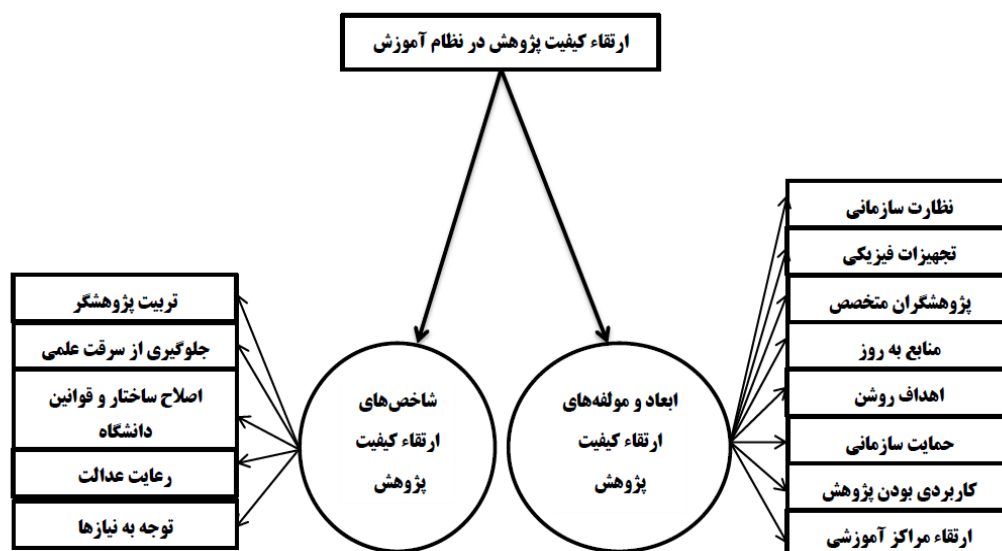 ارتقاء کیفیت پژوهش در نظام آموزش
ابعاد و مولفه‌های
ارتقاء کیفیت
پژوهش
نظارت سازمانی
تجهیزات فیزیکی
پژوهشگران متخصص
منابع به روز
اهداف روشن
حمایت سازمانی
کاربردی بودن پژوهش
ارتقاء مراکز آموزشی
شاخص‌های
ارتقاء کیفیت
پژوهش
تربیت پژوهشگر
جلوگیری از سرقت علمی
اصلاح ساختار و قوانین
دانشگاه
رعایت عدالت
توجه به نیازها